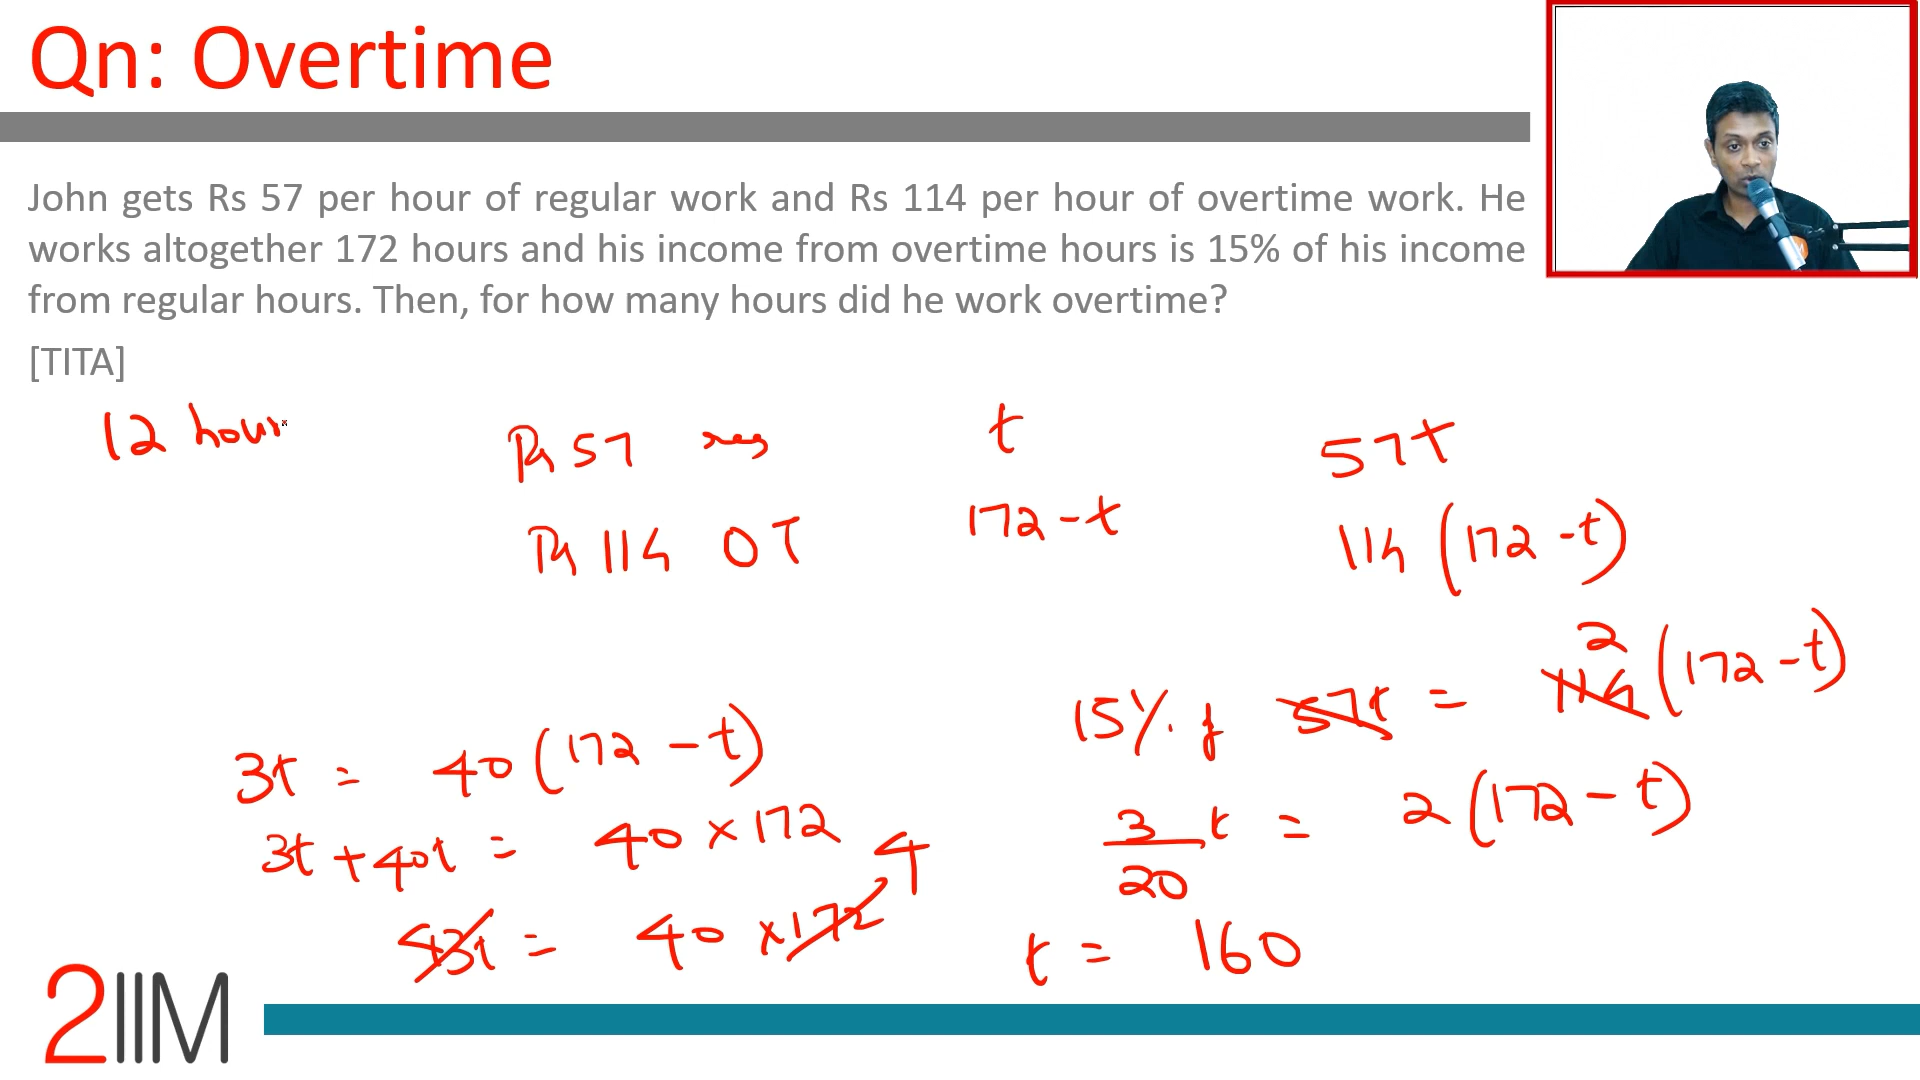 Qn: Overtime
John gets Rs 57 per hour of regular work and Rs 114 per hour of overtime work. He
works altogether 172 hours and his income from overtime hours is 15% of his income
from regular hours. Then, for how many hours did he work overtime?
[TITA]
12 hours
Rs 57 reg t 57t
Rs 114 OT 172-t 114 (172-t)
15% of 57t = 114 2 (172-t)
3/20 t = 2 (172-t)
3t = 40 (172-t)
3t + 40t = 40 x 172
43t = 40 x 172 4
t = 160
2IIM